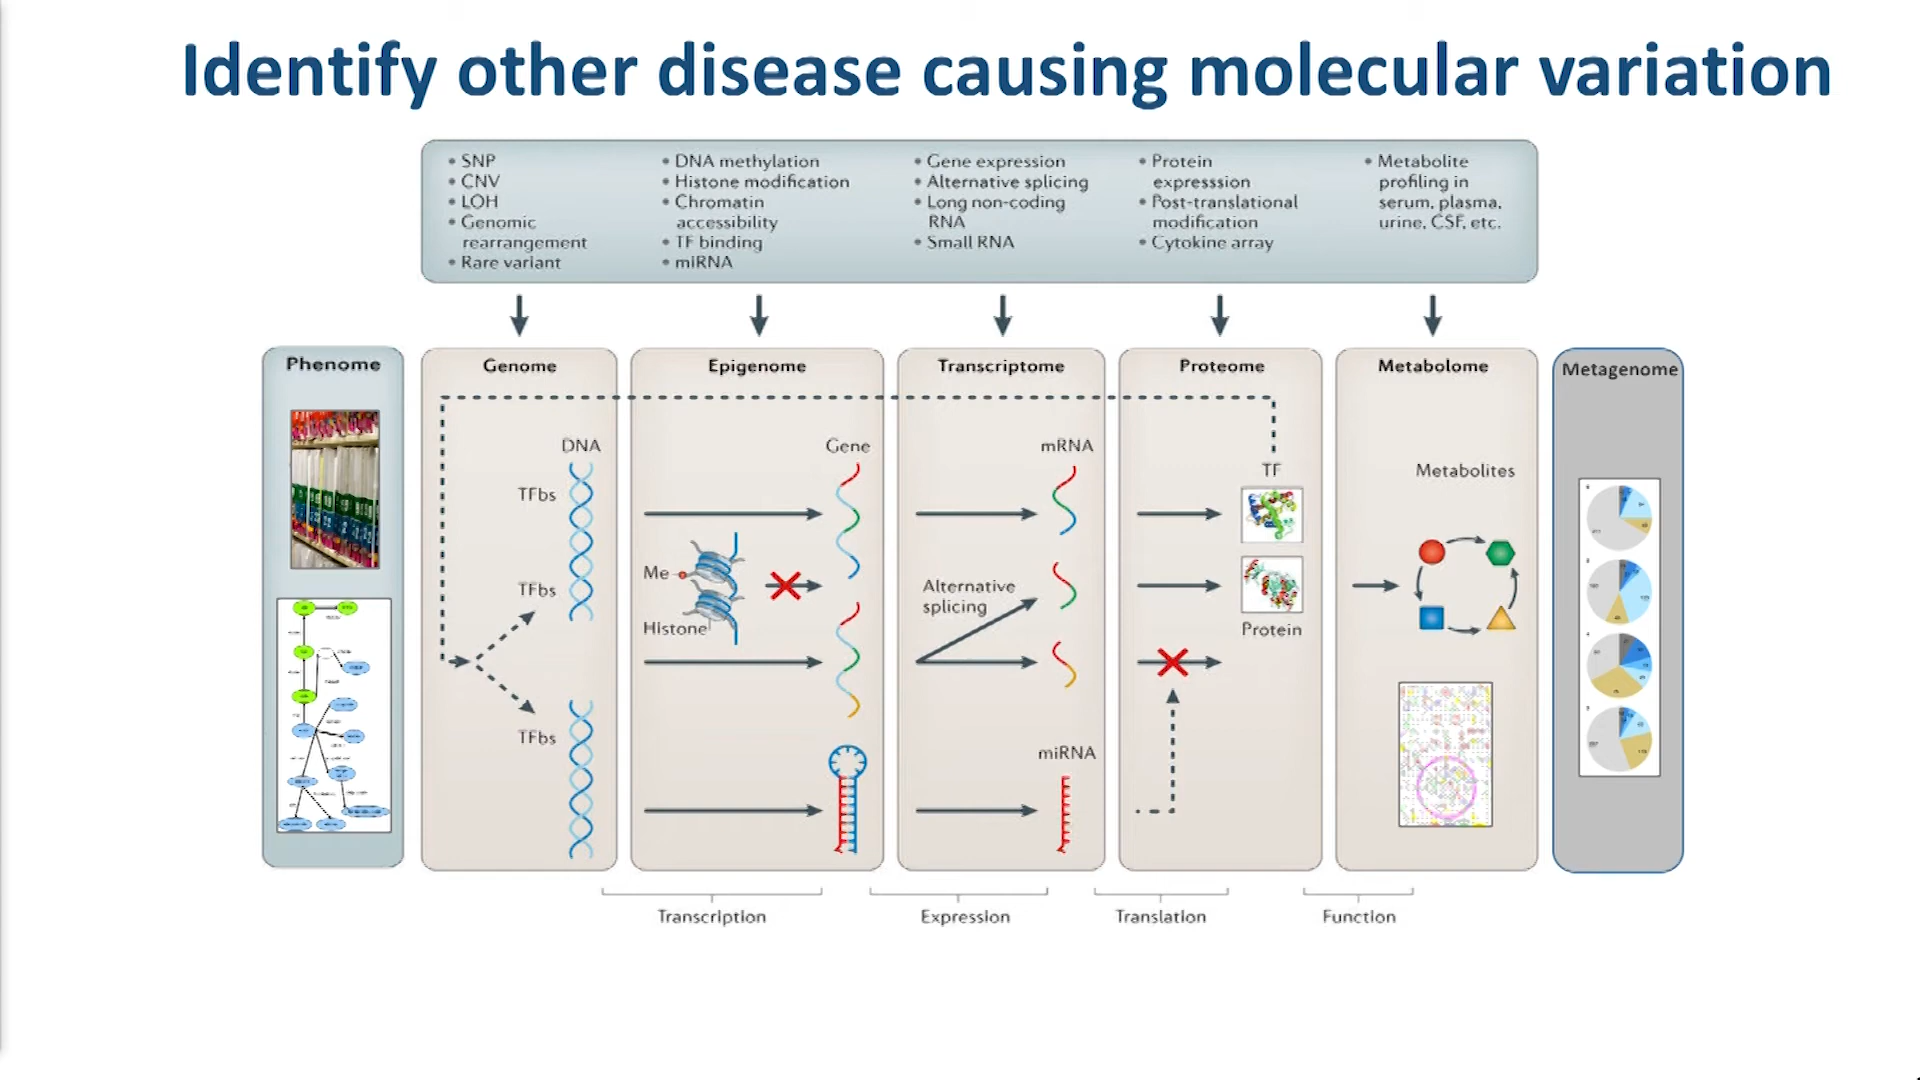 Identify other disease causing molecular variation
• SNP
• CNV
• LOH
• Genomic
rearrangement
• Rare variant
• DNA methylation
• Histone modification
• Chromatin
accessibility
• TF binding
• miRNA
• Gene expression
• Alternative splicing
• Long non-coding
RNA
• Small RNA
• Protein
expresssion
• Post-translational
modification
• Cytokine array
• Metabolite
profiling in
serum, plasma,
urine, CSF, etc.
Phenome
Genome
Epigenome
Transcriptome
Proteome
Metabolome
Metagenome
DNA
TFbs
TFbs
TFbs
Gene
Me
Histone
mRNA
Alternative
splicing
miRNA
TF
Protein
Metabolites
Transcription
Expression
Translation
Function